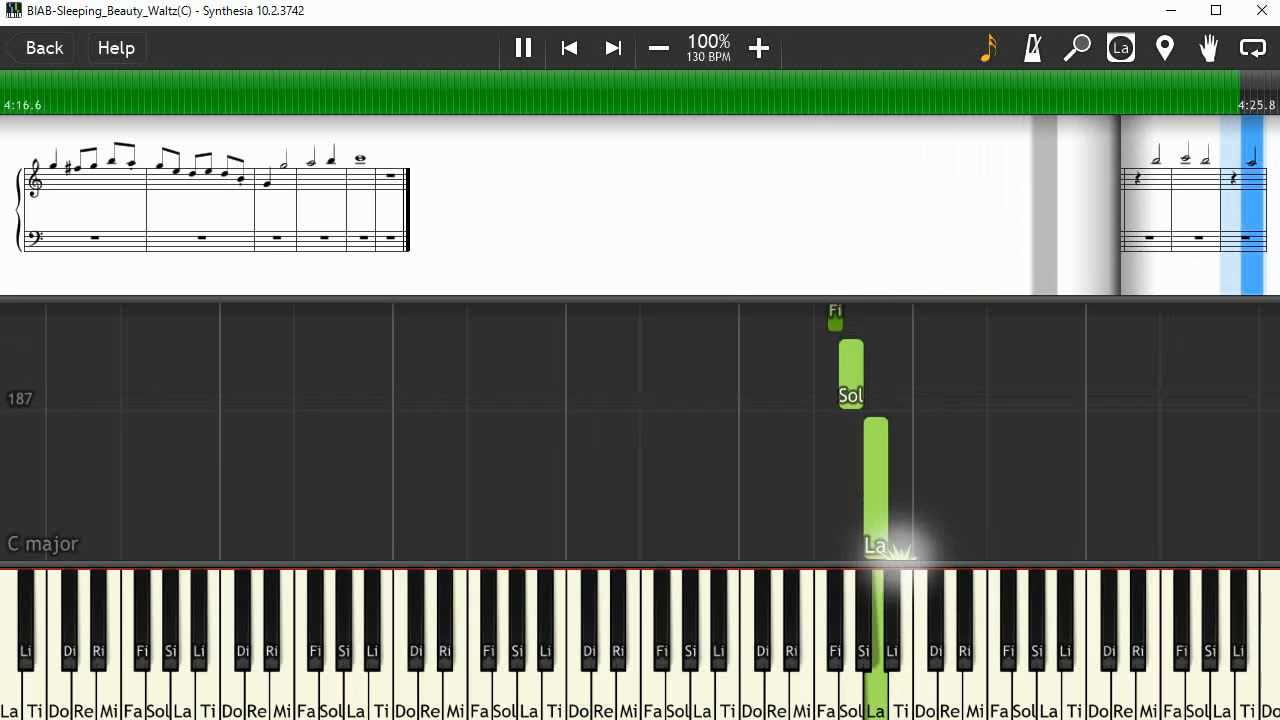 BIAB-Sleeping_Beauty_Waltz(C) - Synthesia 10.2.3742
Back Help 100% La
130 BPM
4:16.6 4:25.8
Fi
Sol
187
La
C major
Li Di Ri Fi Si Li Di Ri Fi Si Li Di Ri Fi Si Li Di Ri Fi Si Li Di Ri Fi Si Li Di Ri Fi Si Li Di Ri Fi Si Li
La Ti Do Re Mi Fa Sol La Ti Do Re Mi Fa Sol La Ti Do Re Mi Fa Sol La Ti Do Re Mi Fa Sol La Ti Do Re Mi Fa Sol La Ti Do Re Mi Fa Sol La Ti Do Re Mi Fa Sol La Ti Do